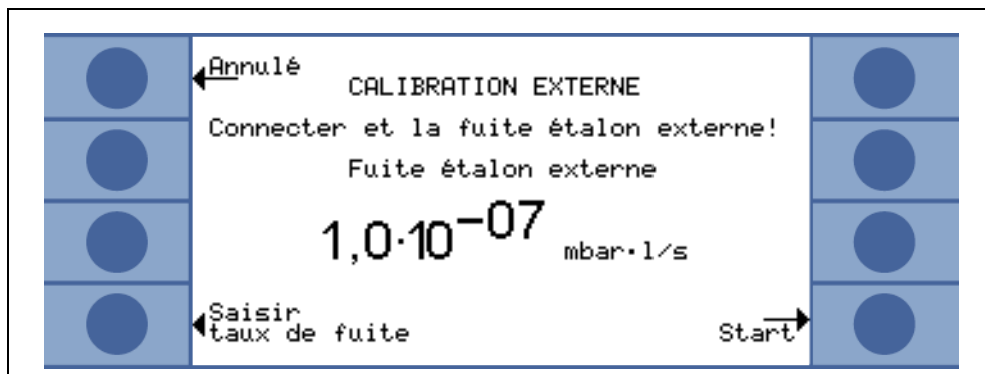 Annulé
CALIBRATION EXTERNE
Connecter et la fuite étalon externe!
Fuite étalon externe
1,0·10⁻⁰⁷ mbar·l/s
Saisir
taux de fuite
Start